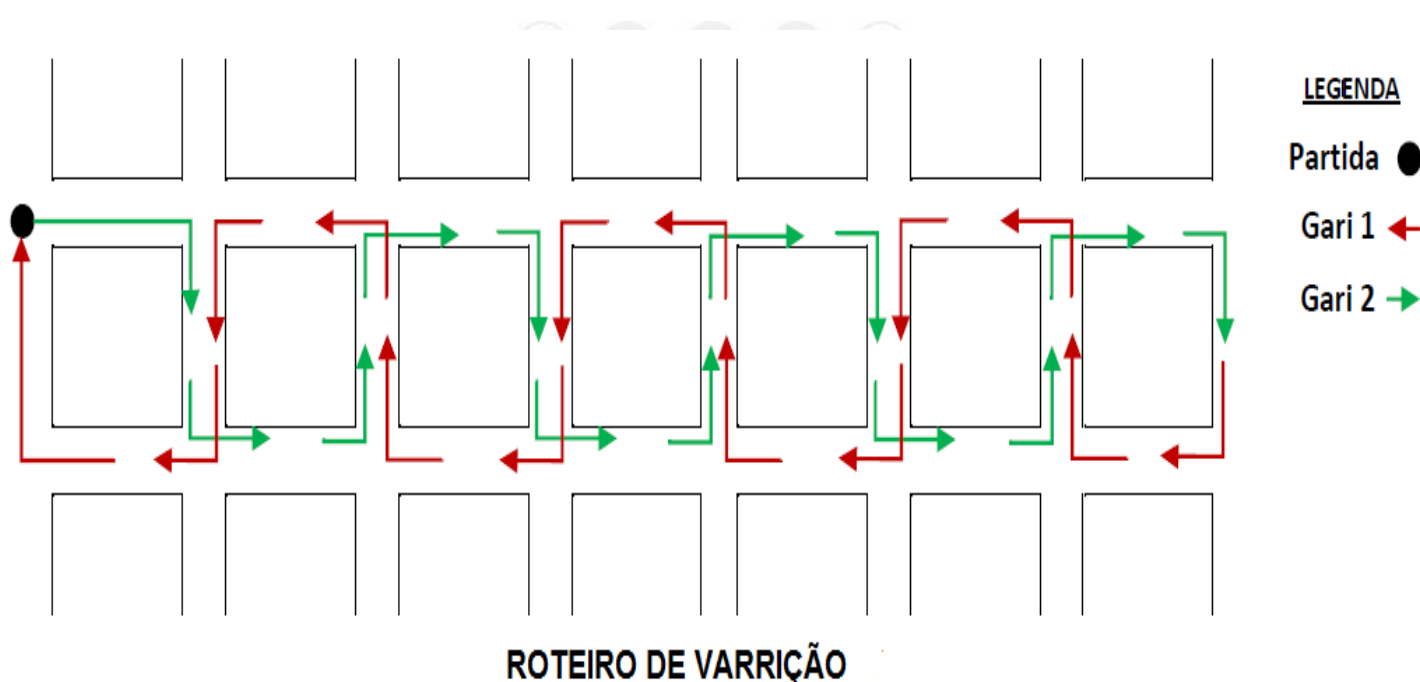 LEGENDA
Partida
Gari 1
Gari 2
ROTEIRO DE VARRIÇÃO